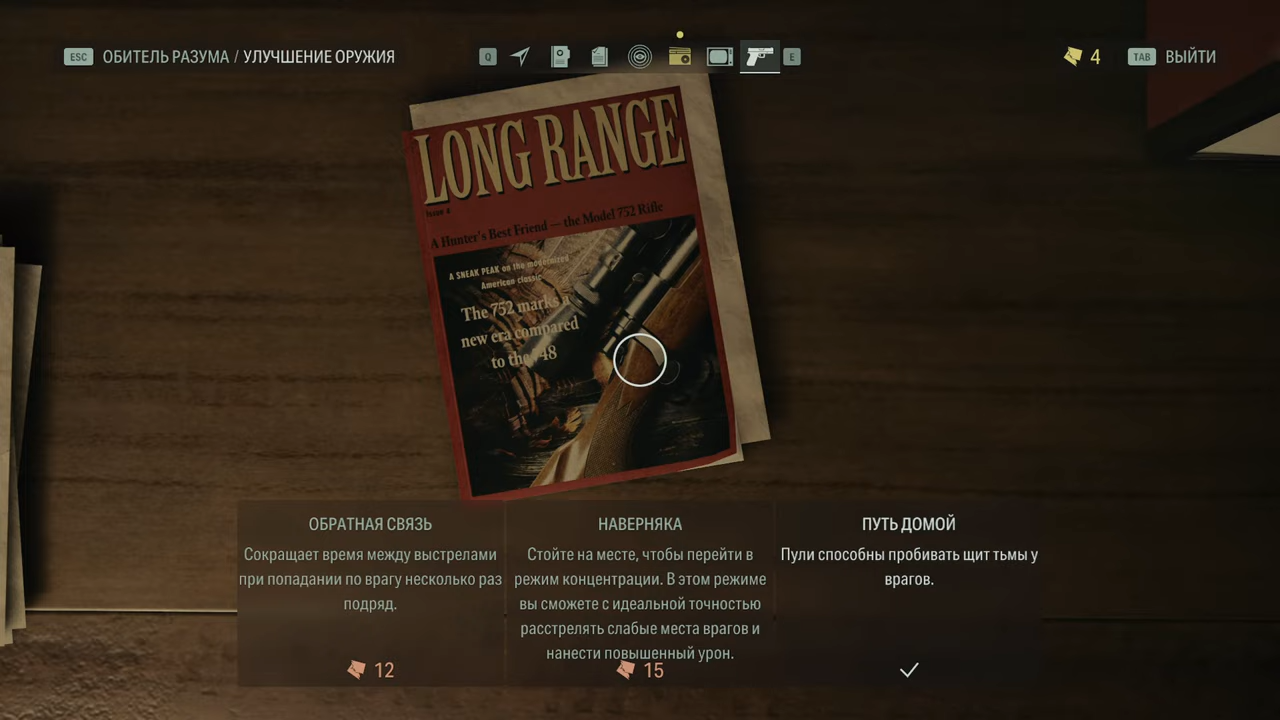 ESC ОБИТЕЛЬ РАЗУМА / УЛУЧШЕНИЕ ОРУЖИЯ Q E 4 TAB ВЫЙТИ
LONG RANGE
Issue 4
A Hunter's Best Friend — the Model 752 Rifle
A SNEAK PEAK on the modernized
American classic
The 752 marks a
new era compared
to the 48
ОБРАТНАЯ СВЯЗЬ
Сокращает время между выстрелами
при попадании по врагу несколько раз
подряд.
12
НАВЕРНЯКА
Стойте на месте, чтобы перейти в
режим концентрации. В этом режиме
вы сможете с идеальной точностью
расстрелять слабые места врагов и
нанести повышенный урон.
15
ПУТЬ ДОМОЙ
Пули способны пробивать щит тьмы у
врагов.